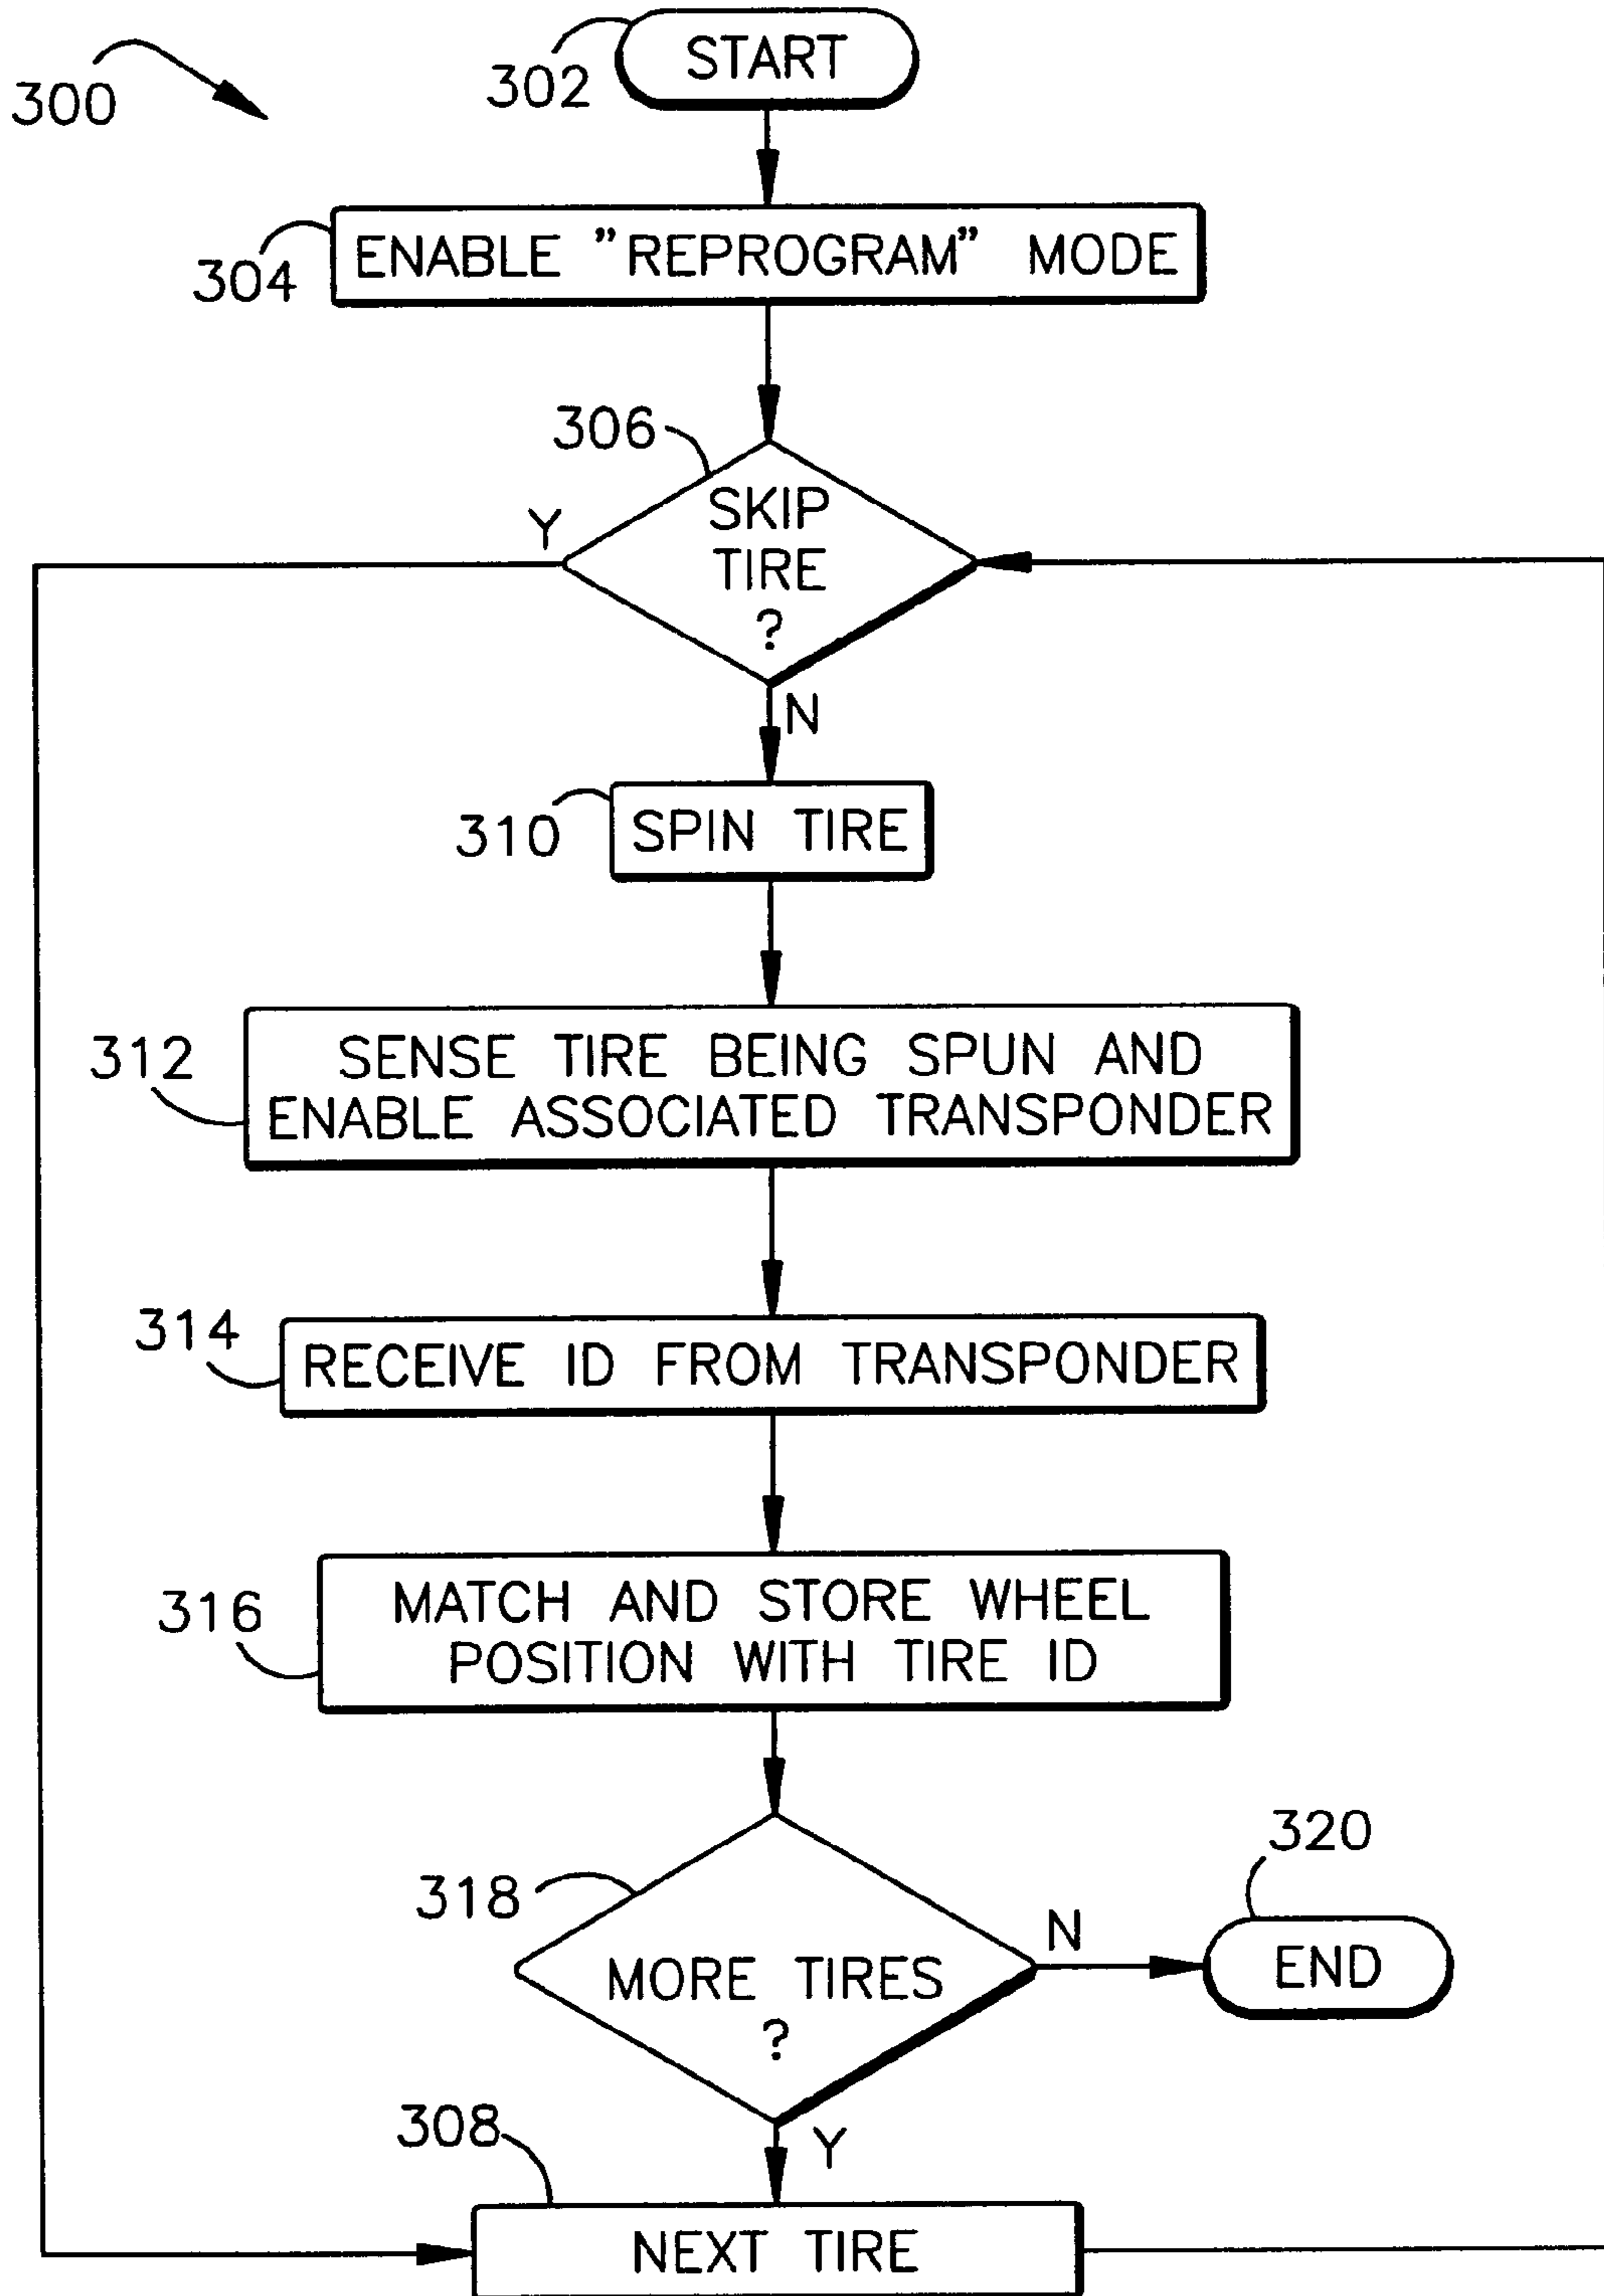 300
302
START
304
ENABLE "REPROGRAM" MODE
306
SKIP
TIRE
?
Y
N
310
SPIN TIRE
312
SENSE TIRE BEING SPUN AND
ENABLE ASSOCIATED TRANSPONDER
314
RECEIVE ID FROM TRANSPONDER
316
MATCH AND STORE WHEEL
POSITION WITH TIRE ID
318
MORE TIRES
?
N
320
END
Y
308
NEXT TIRE